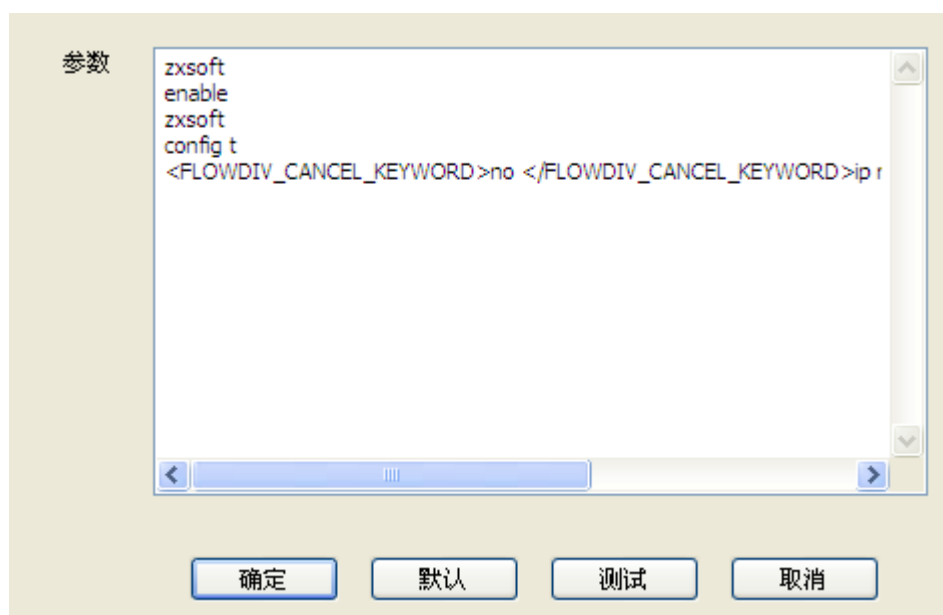 参数
zxsoft
enable
zxsoft
config t
<FLOWDIV_CANCEL_KEYWORD>no </FLOWDIV_CANCEL_KEYWORD>ip r
确定 默认 测试 取消